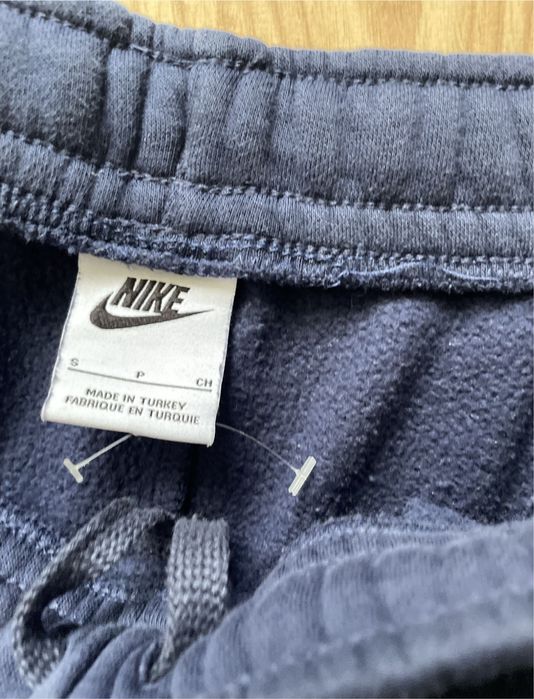 NIKE
S P CH
MADE IN TURKEY
FABRIQUE EN TURQUIE